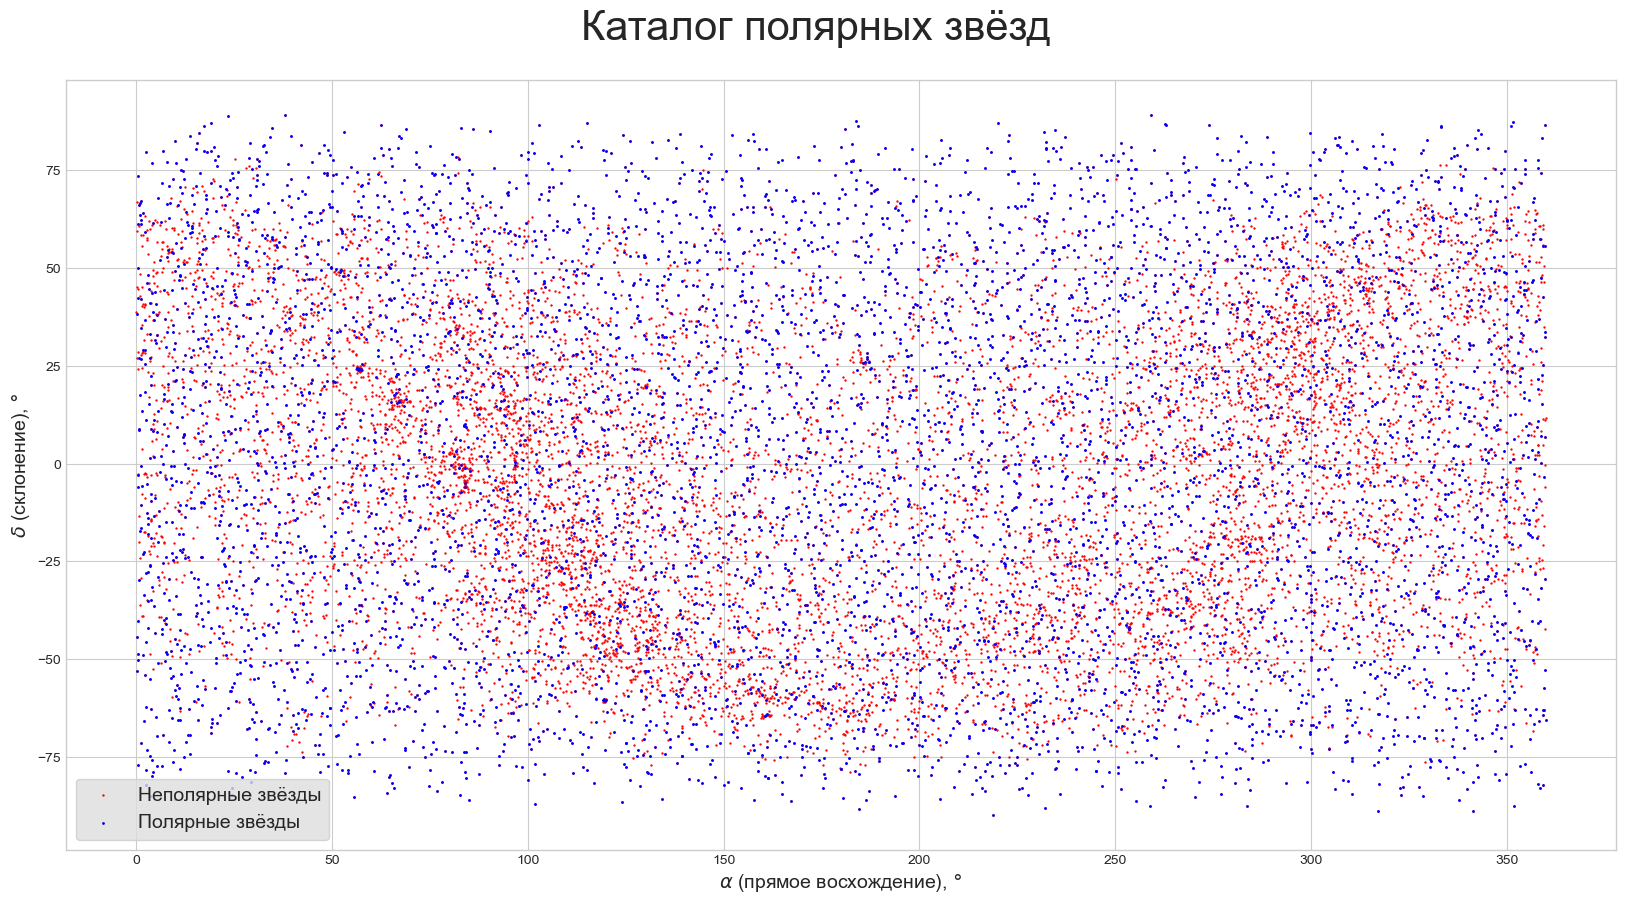 Каталог полярных звёзд
75
50
25
0
−25
−50
−75
δ (склонение), °
Неполярные звёзды
Полярные звёзды
0 50 100 150 200 250 300 350
α (прямое восхождение), °